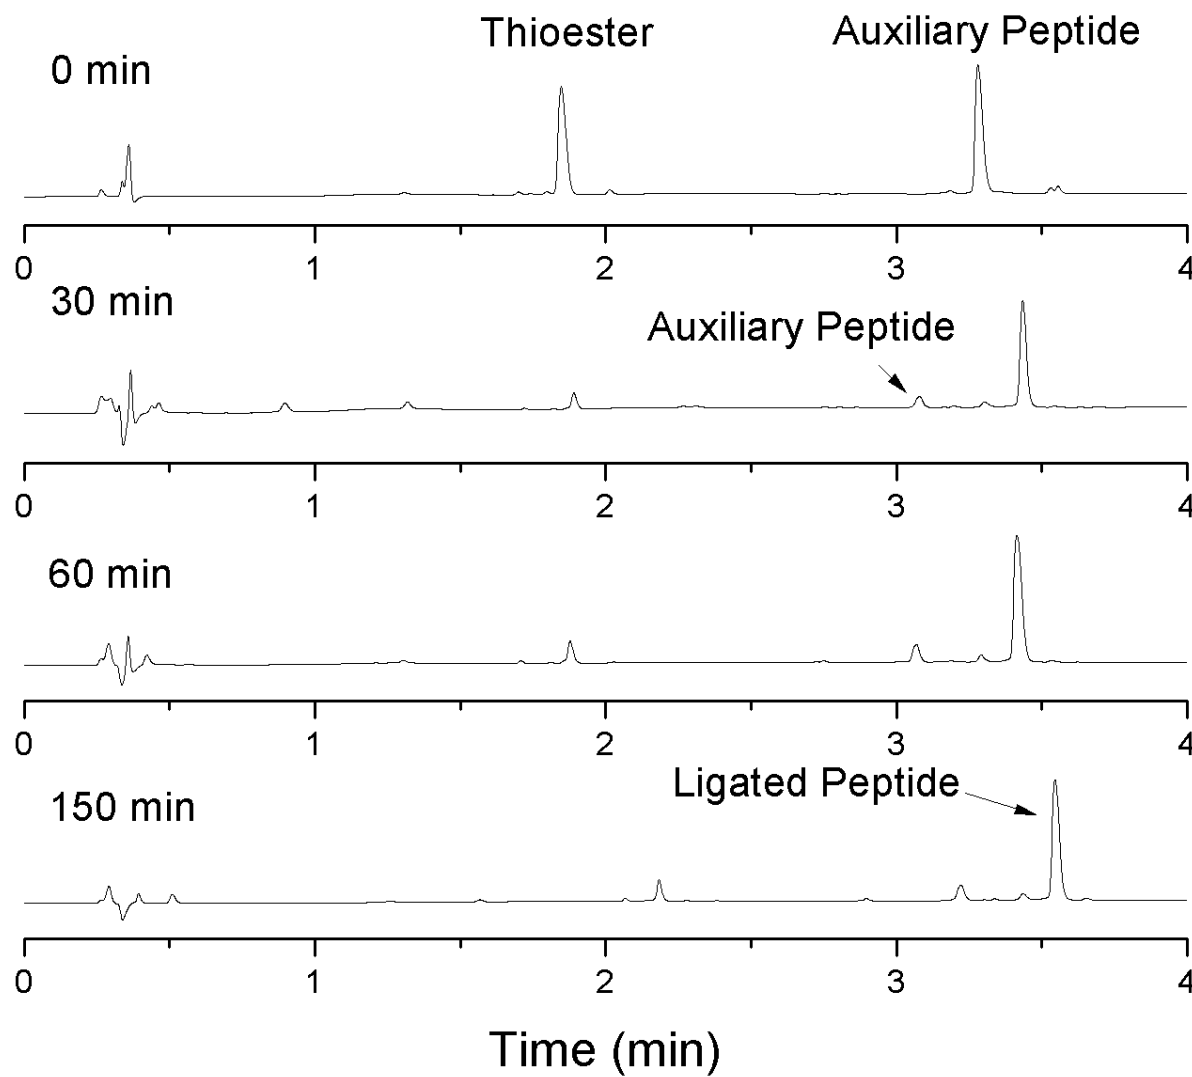 Thioester
Auxiliary Peptide
0 min
0 1 2 3 4
30 min
Auxiliary Peptide
0 1 2 3 4
60 min
0 1 2 3 4
Ligated Peptide
150 min
0 1 2 3 4
Time (min)